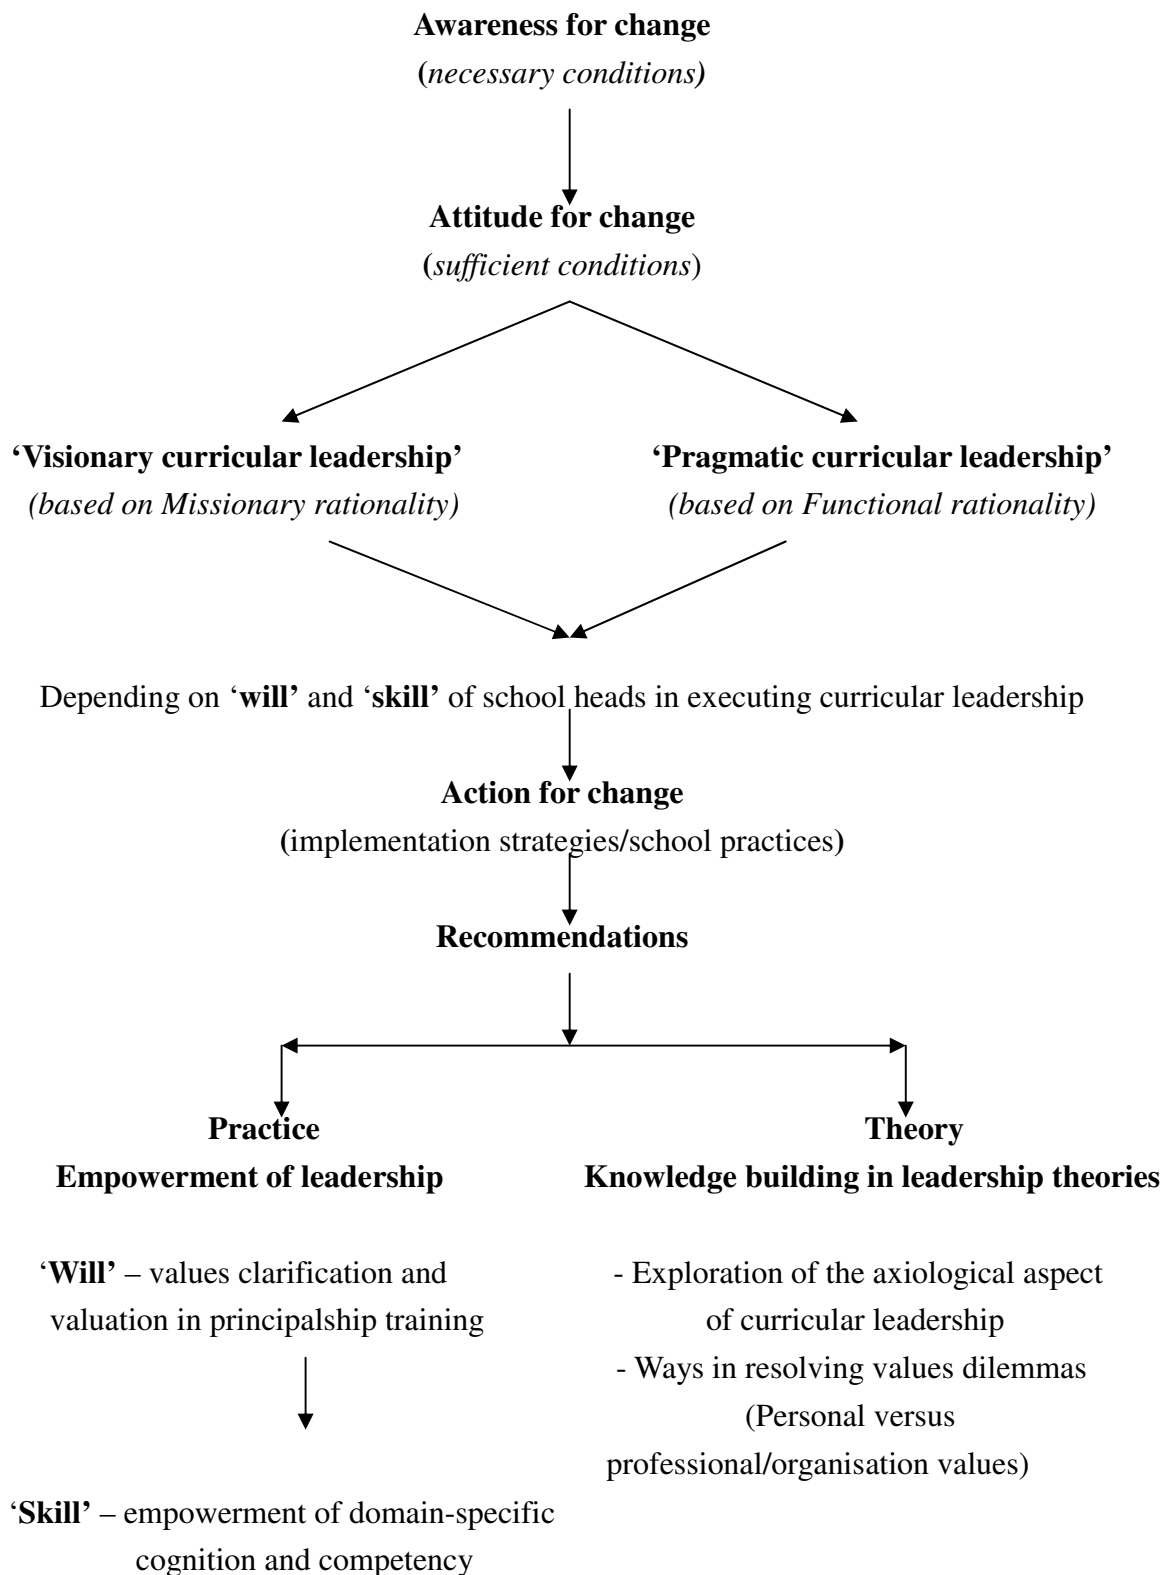 Awareness for change
(necessary conditions)
Attitude for change
(sufficient conditions)
‘Visionary curricular leadership’
(based on Missionary rationality)
‘Pragmatic curricular leadership’
(based on Functional rationality)
Depending on ‘will’ and ‘skill’ of school heads in executing curricular leadership
Action for change
(implementation strategies/school practices)
Recommendations
Practice
Empowerment of leadership
‘Will’ – values clarification and
valuation in principalship training
‘Skill’ – empowerment of domain-specific
cognition and competency
Theory
Knowledge building in leadership theories
- Exploration of the axiological aspect
of curricular leadership
- Ways in resolving values dilemmas
(Personal versus
professional/organisation values)